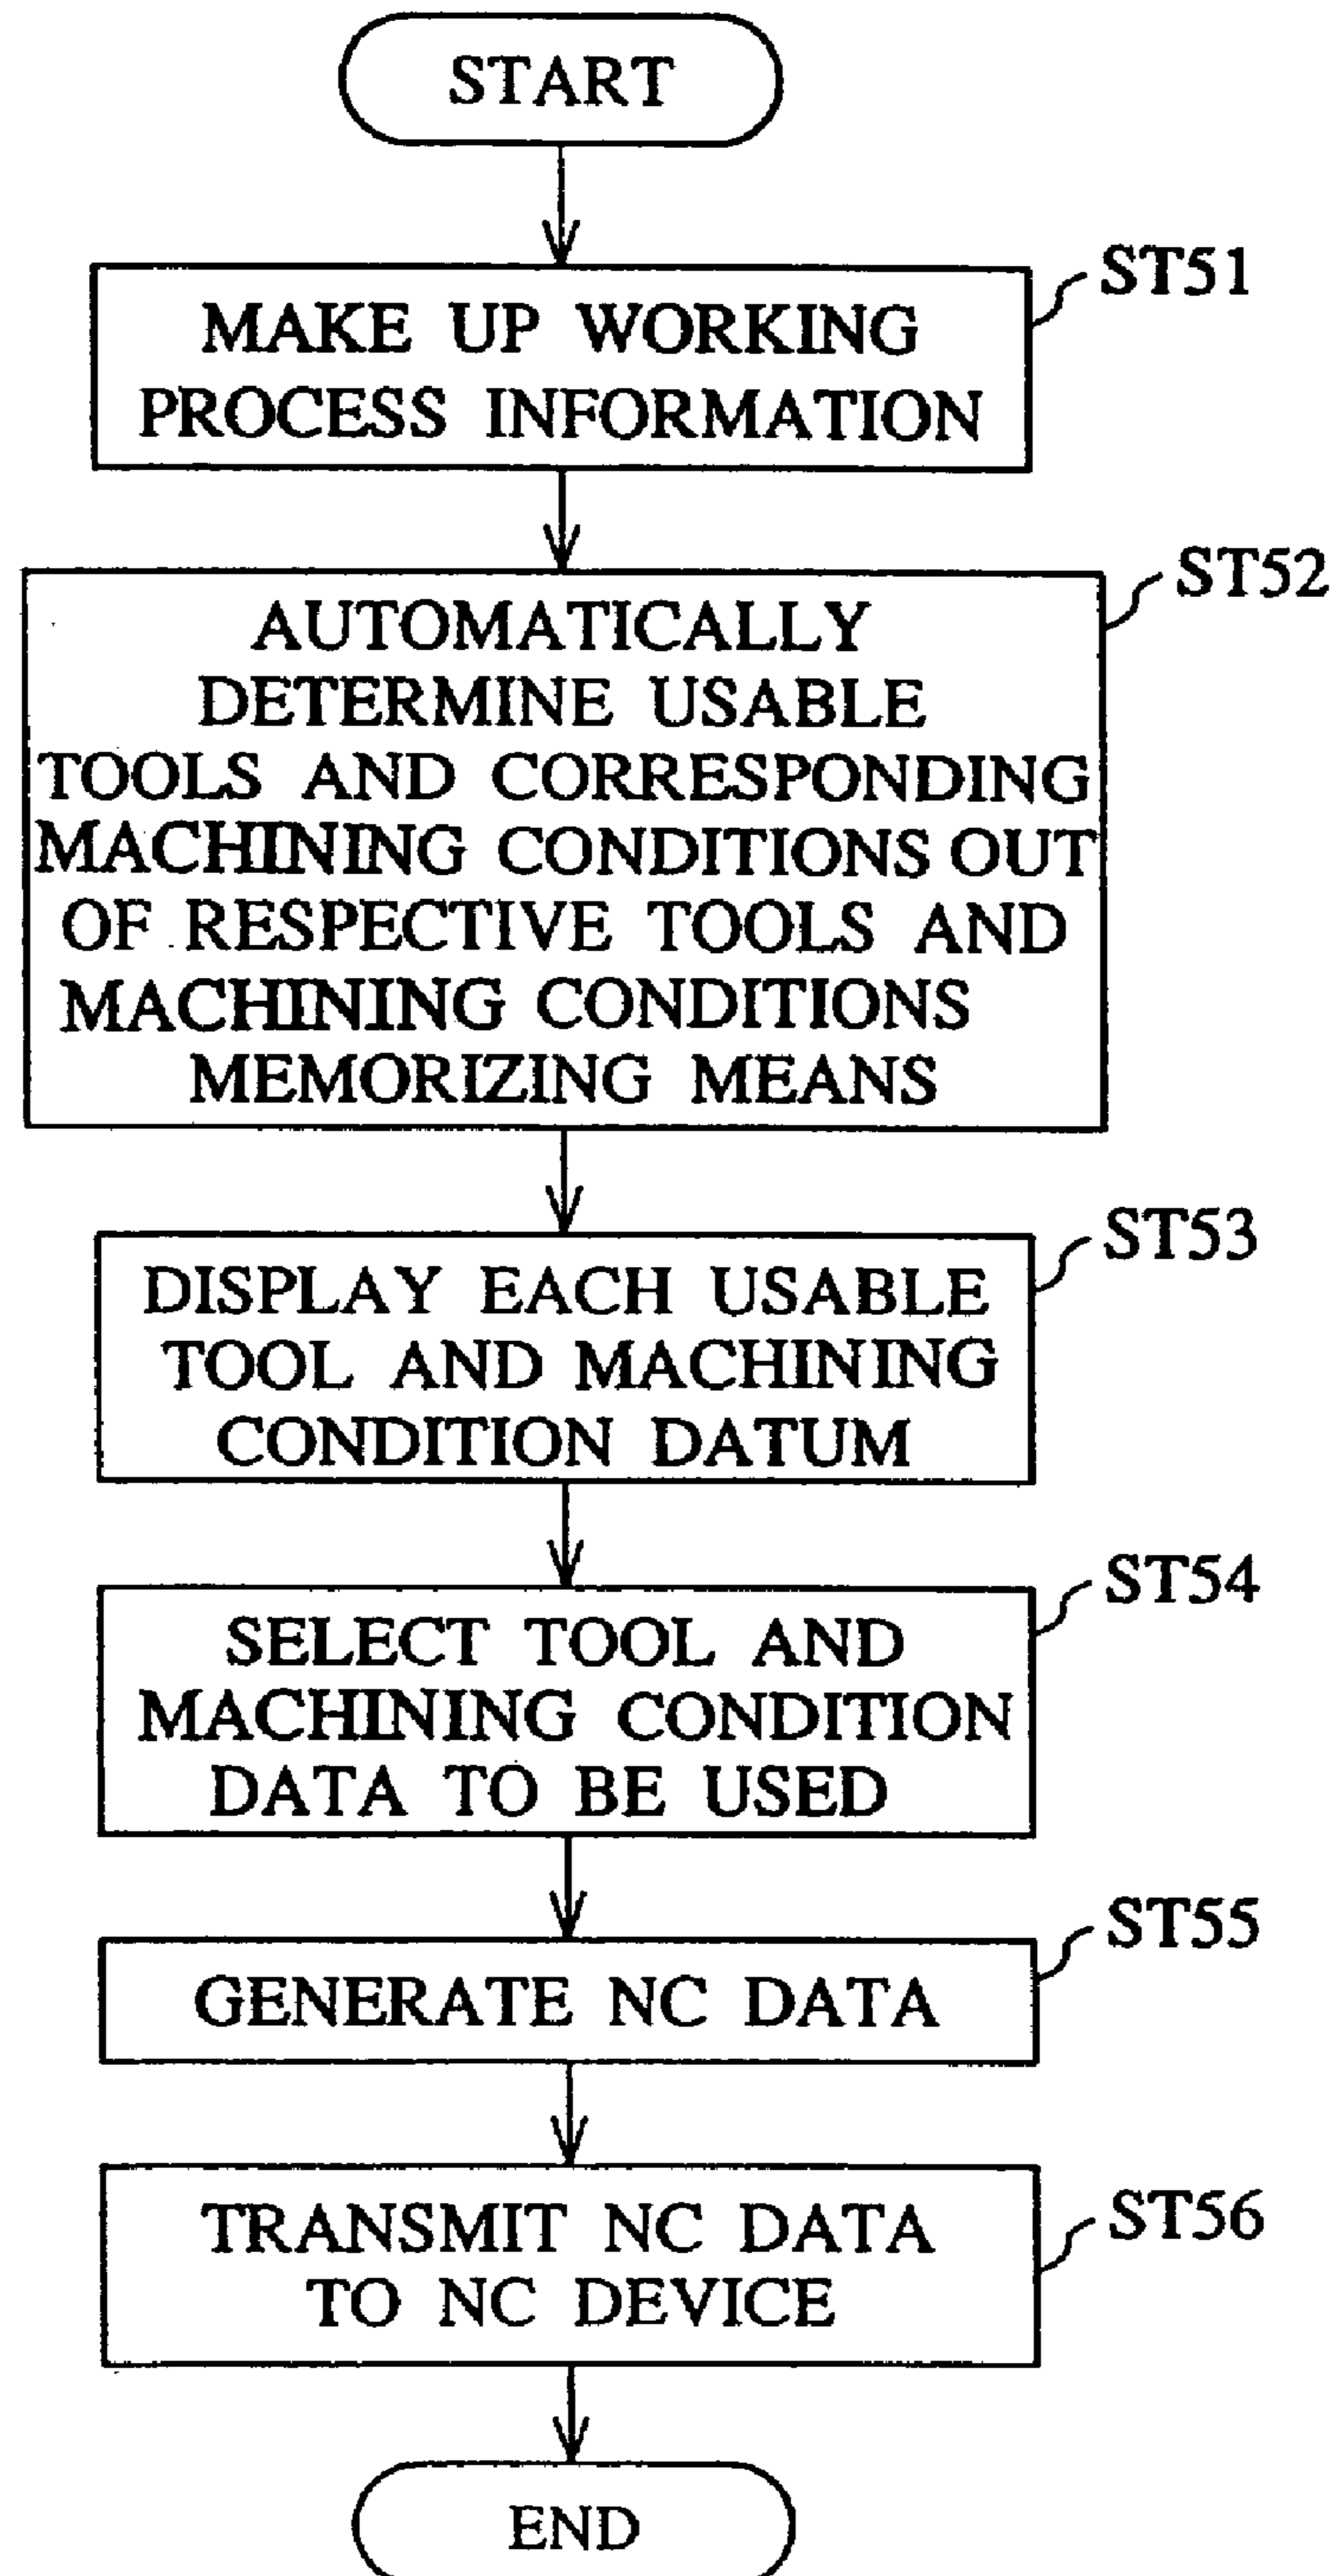 START
ST51
MAKE UP WORKING
PROCESS INFORMATION
ST52
AUTOMATICALLY
DETERMINE USABLE
TOOLS AND CORRESPONDING
MACHINING CONDITIONS OUT
OF RESPECTIVE TOOLS AND
MACHINING CONDITIONS
MEMORIZING MEANS
ST53
DISPLAY EACH USABLE
TOOL AND MACHINING
CONDITION DATUM
ST54
SELECT TOOL AND
MACHINING CONDITION
DATA TO BE USED
ST55
GENERATE NC DATA
ST56
TRANSMIT NC DATA
TO NC DEVICE
END